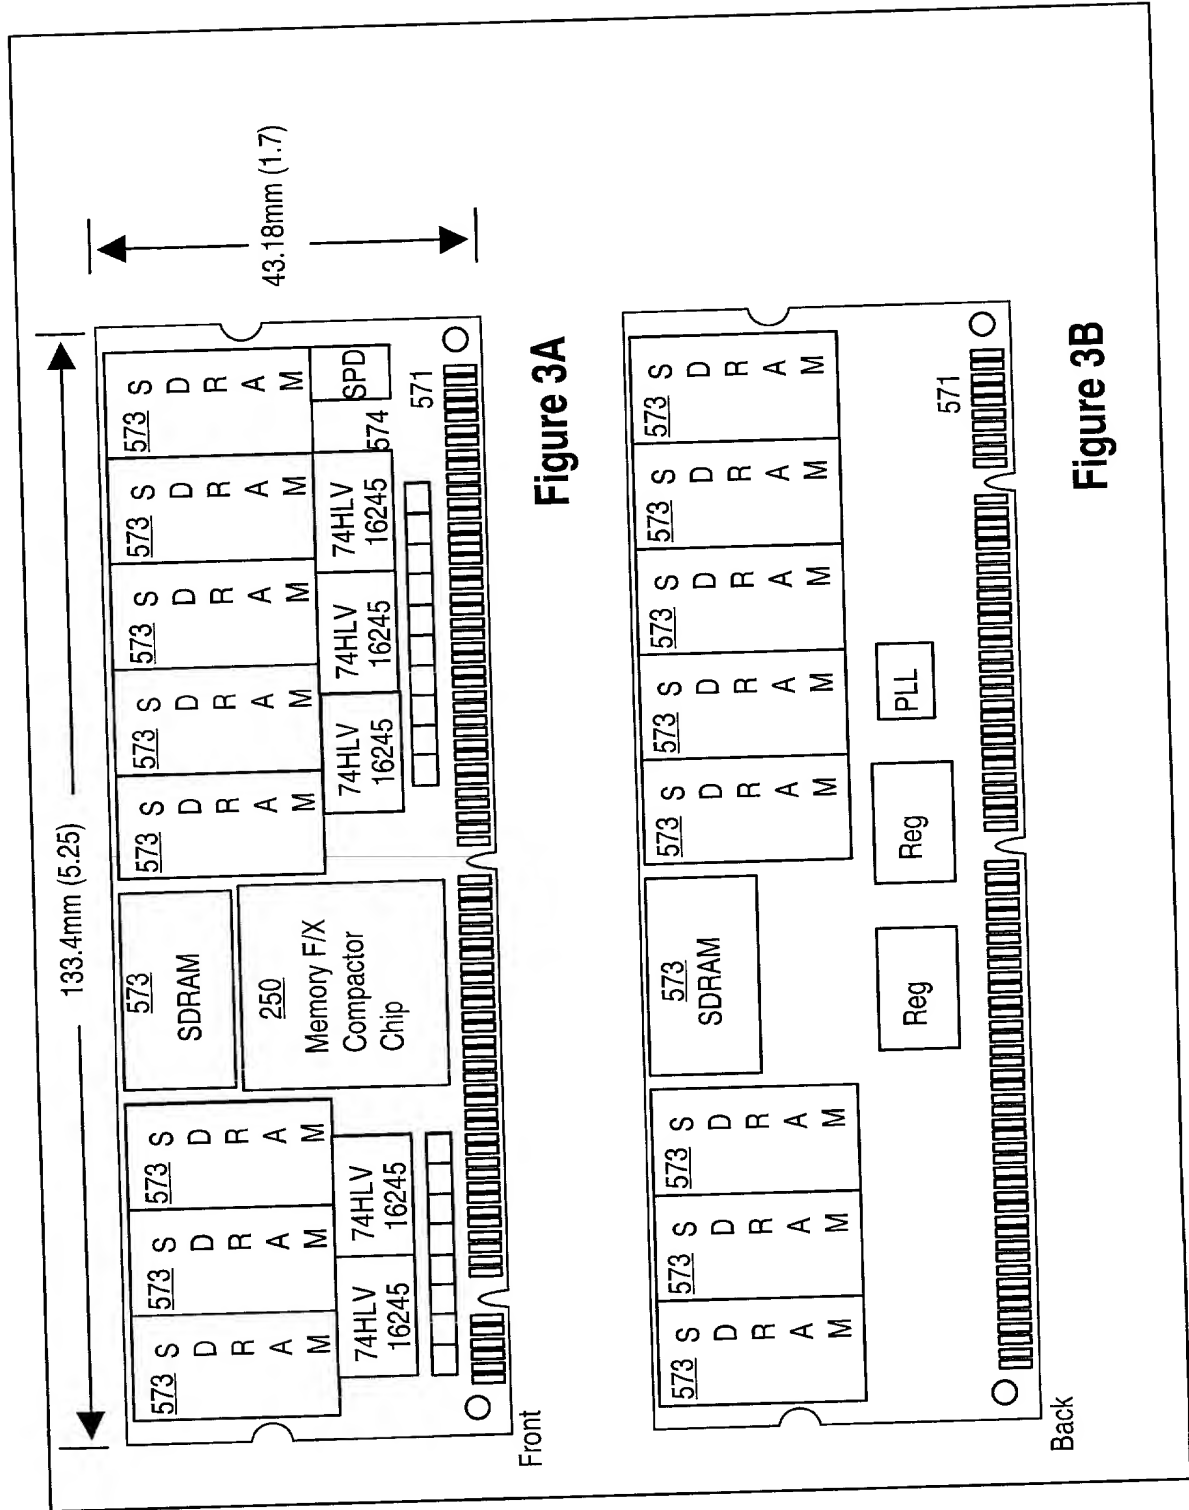 133.4mm (5.25)
43.18mm (1.7)
573 S D R A M
573 S D R A M
573 S D R A M
573 SDRAM
250 Memory F/X Compactor Chip
573 S D R A M
573 S D R A M
573 S D R A M
573 S D R A M
573 S D R A M
74HLV 16245
74HLV 16245
74HLV 16245
74HLV 16245
74HLV 16245
574
SPD
571
Front
Figure 3A
573 S D R A M
573 S D R A M
573 S D R A M
573 SDRAM
573 S D R A M
573 S D R A M
573 S D R A M
573 S D R A M
573 S D R A M
Reg
Reg
PLL
571
Back
Figure 3B